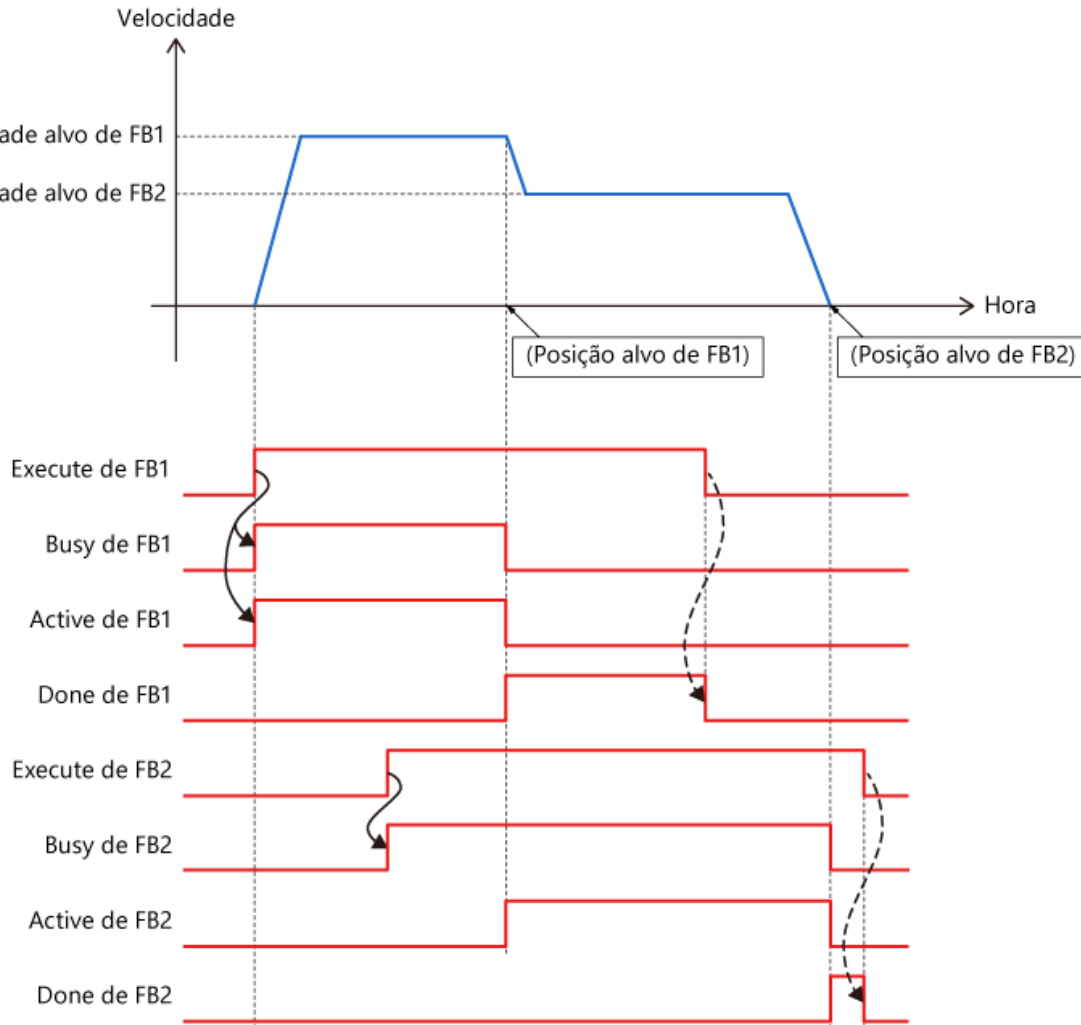 Velocidade
ade alvo de FB1
ade alvo de FB2
Hora
(Posição alvo de FB1)
(Posição alvo de FB2)
Execute de FB1
Busy de FB1
Active de FB1
Done de FB1
Execute de FB2
Busy de FB2
Active de FB2
Done de FB2